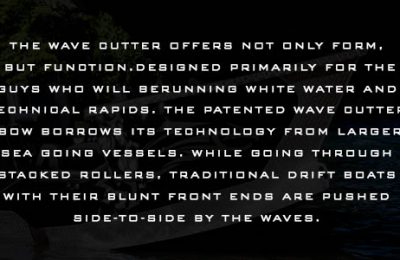 THE WAVE CUTTER OFFERS NOT ONLY FORM,
BUT FUNCTION.DESIGNED PRIMARILY FOR THE
GUYS WHO WILL BERUNNING WHITE WATER AND
TECHNICAL RAPIDS. THE PATENTED WAVE CUTTER
BOW BORROWS ITS TECHNOLOGY FROM LARGER
SEA GOING VESSELS. WHILE GOING THROUGH
STACKED ROLLERS, TRADITIONAL DRIFT BOATS
WITH THEIR BLUNT FRONT ENDS ARE PUSHED
SIDE-TO-SIDE BY THE WAVES.